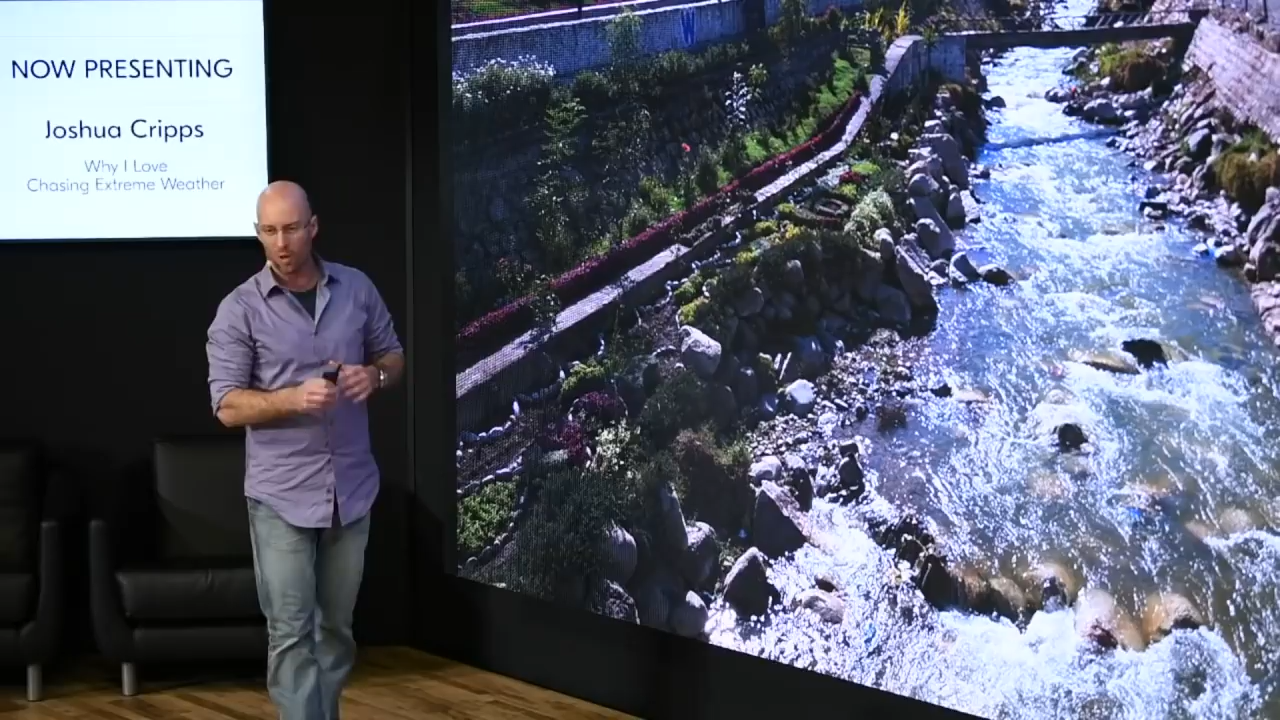 NOW PRESENTING
Joshua Cripps
Why I Love
Chasing Extreme Weather
W